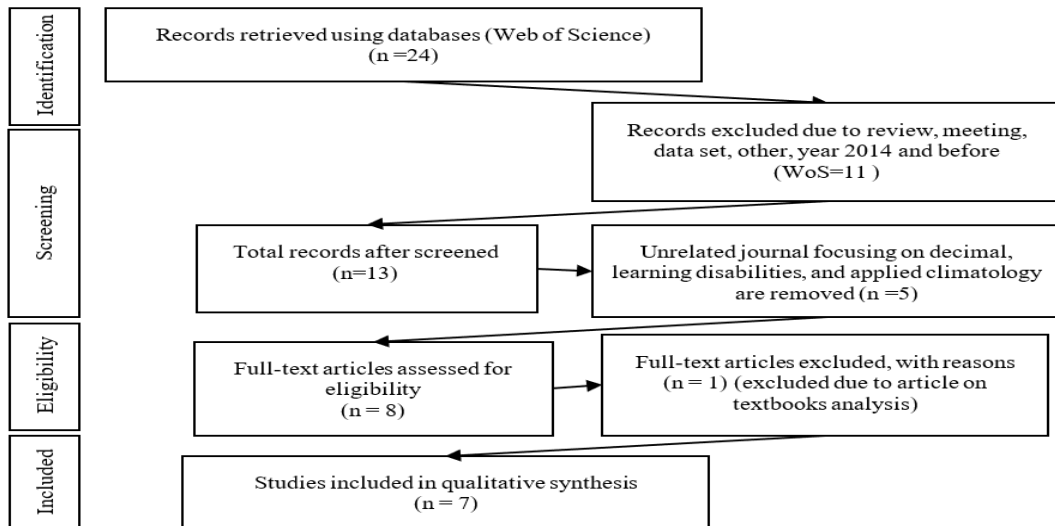 Identification
Records retrieved using databases (Web of Science)
(n =24)
Records excluded due to review, meeting,
data set, other, year 2014 and before
(WoS=11 )
Screening
Total records after screened
(n=13)
Unrelated journal focusing on decimal,
learning disabilities, and applied climatology
are removed (n =5)
Eligibility
Full-text articles assessed for
eligibility
(n = 8)
Full-text articles excluded, with reasons
(n = 1) (excluded due to article on
textbooks analysis)
Included
Studies included in qualitative synthesis
(n = 7)